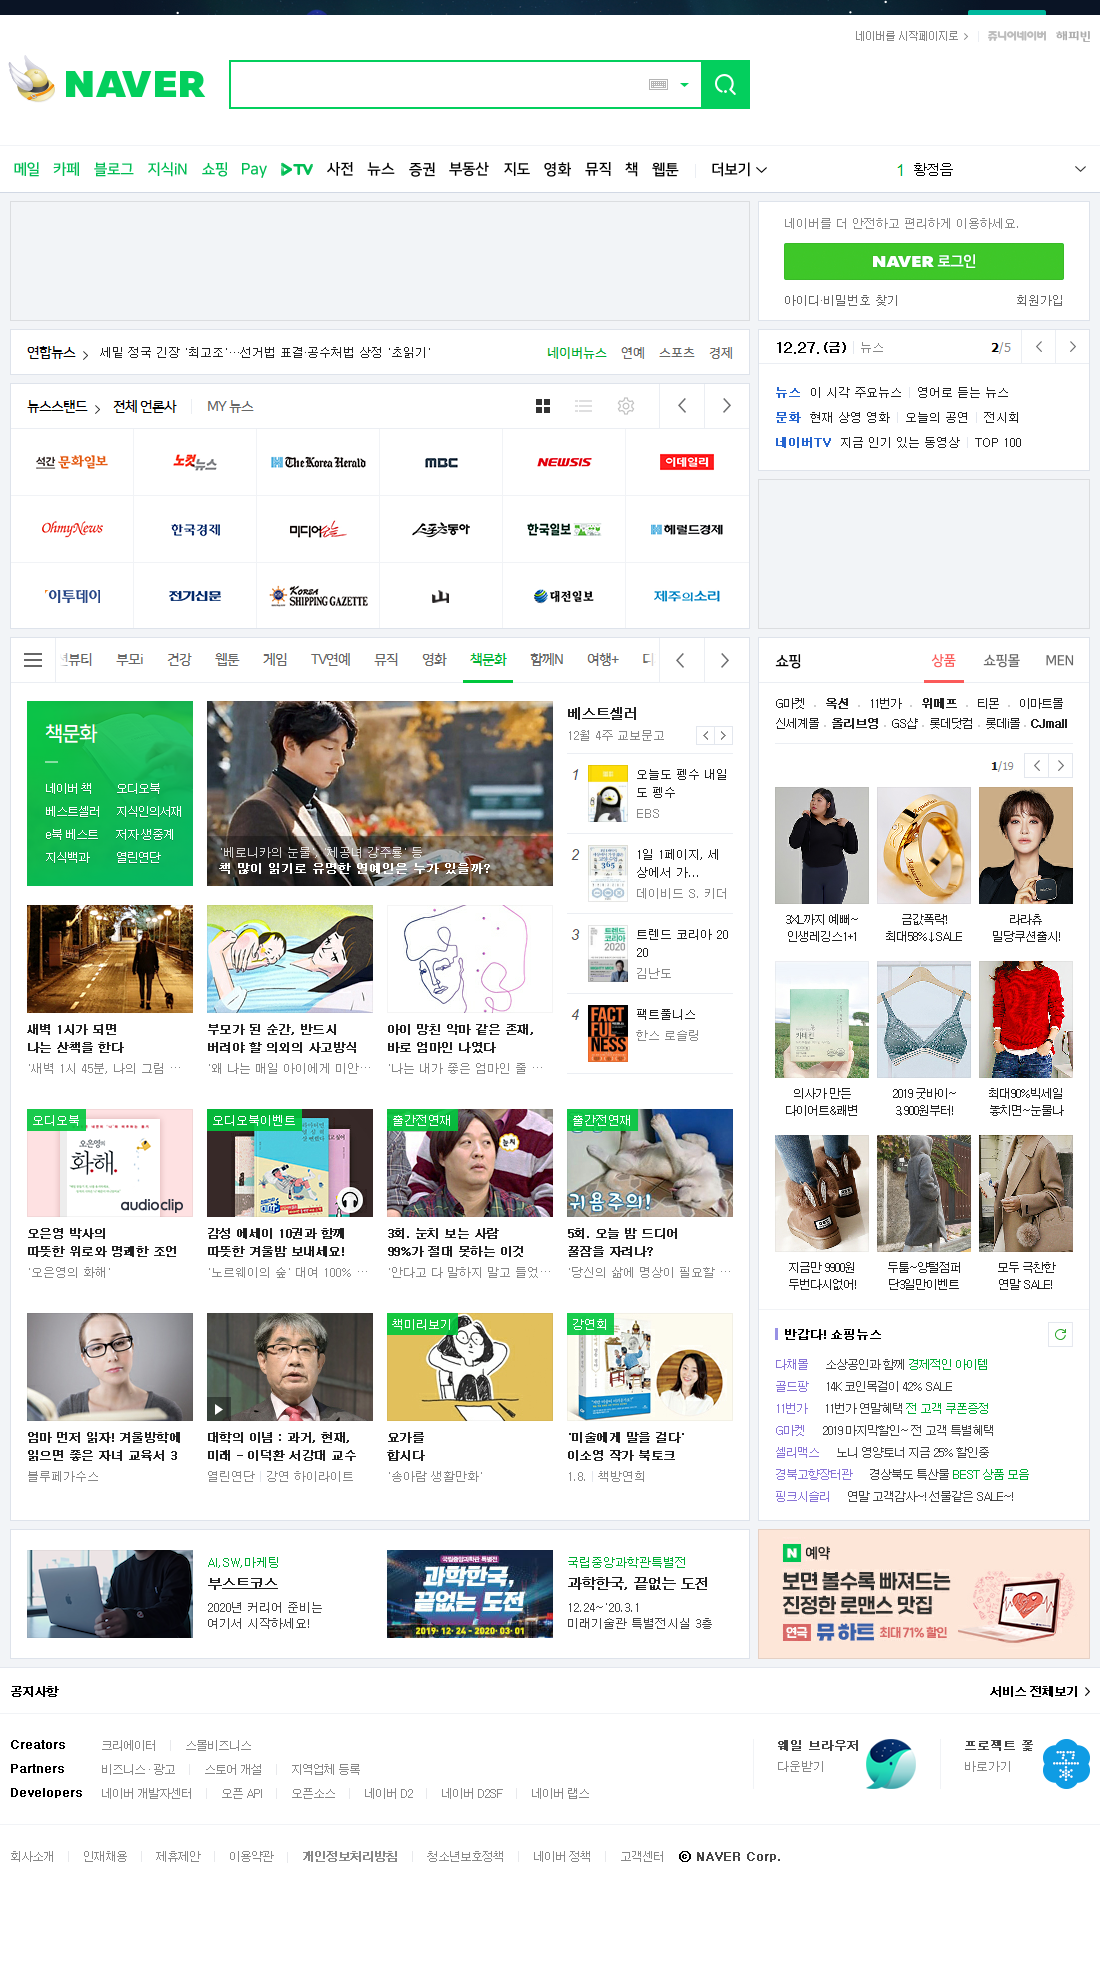 네이버를 시작페이지로
쥬니어네이버 해피빈
NAVER
메일 카페 블로그 지식iN 쇼핑 Pay TV 사전 뉴스 증권 부동산 지도 영화 뮤직 책 웹툰 더보기
1 황정음
네이버를 더 안전하고 편리하게 이용하세요.
NAVER 로그인
아이디·비밀번호 찾기 회원가입
연합뉴스 세밑 정국 긴장 '최고조'…선거법 표결·공수처법 상정 '초읽기'
네이버뉴스 연예 스포츠 경제
12.27. (금) 뉴스 2/5
뉴스 이 시각 주요뉴스 영어로 듣는 뉴스
문화 현재 상영 영화 오늘의 공연 전시회
네이버TV 지금 인기 있는 동영상 TOP 100
뉴스스탠드 전체 언론사 MY 뉴스
석간 문화일보 노컷뉴스 The Korea Herald MBC NEWSIS 이데일리
OhmyNews 한국경제 미디어오늘 스포츠동아 한국일보 헤럴드경제
이투데이 전기신문 KOREA SHIPPING GAZETTE 山 대전일보 제주의소리
뷰티 부모i 건강 웹툰 게임 TV연예 뮤직 영화 책문화 함께N 여행+
책문화
네이버 책 오디오북
베스트셀러 지식인의서재
e북 베스트 저자 생중계
지식백과 열린연단
'베로니카의 눈물', '체공녀 강주룡' 등
책 많이 읽기로 유명한 연예인은 누가 있을까?
베스트셀러
12월 4주 교보문고
1 오늘도 펭수 내일
도 펭수
EBS
2 1일 1페이지, 세
상에서 가...
데이비드 S. 키더
3 트렌드 코리아 20
20
김난도
트렌드
코리아
2020
4 팩트풀니스
한스 로슬링
FACT
FUL
NESS
새벽 1시가 되면
나는 산책을 한다
'새벽 1시 45분, 나의 그림 …
부모가 된 순간, 반드시
버려야 할 의외의 사고방식
'왜 나는 매일 아이에게 미안…
아이 망친 악마 같은 존재,
바로 엄마인 나였다
'나는 내가 좋은 엄마인 줄 …
오디오북
오은영의
화해.
audioclip
오은영 박사의
따뜻한 위로와 명쾌한 조언
'오은영의 화해'
오디오북이벤트
감성 에세이 10권과 함께
따뜻한 겨울밤 보내세요!
'노르웨이의 숲' 대여 100% …
출간전연재
눈치
3회. 눈치 보는 사람
99%가 절대 못하는 이것
'안다고 다 말하지 말고 들었…
출간전연재
귀욤주의!
5회. 오늘 밤 드디어
꿀잠을 자려나?
'당신의 삶에 명상이 필요할 …
엄마 먼저 읽자! 겨울방학에
읽으면 좋은 자녀 교육서 3
블루페가수스
대학의 이념 : 과거, 현재,
미래 - 이덕환 서강대 교수
열린연단 강연 하이라이트
책미리보기
요가를
합시다
'송아람 생활만화'
강연회
'미술에게 말을 걸다'
이소영 작가 북토크
1.8. 책방연희
쇼핑 상품 쇼핑몰 MEN
G마켓 옥션 11번가 위메프 티몬 이마트몰
신세계몰 올리브영 GS샵 롯데닷컴 롯데i몰 CJmall
1/19
3XL까지 예뻐~
인생레깅스1+1
금값폭락!
최대58%↓SALE
라라츄
밀당쿠션출시!
의사가 만든
다이어트&쾌변
2019 굿바이~
3,900원부터!
최대90%빅세일
놓치면~눈물나
지금만 9900원
두번다시없어!
두툼~양털점퍼
단3일만이벤트
모두 극찬한
연말 SALE!
반갑다! 쇼핑뉴스
다채몰 소상공인과 함께 경제적인 아이템
골드팡 14K 코인목걸이 42% SALE
11번가 11번가 연말혜택 전 고객 쿠폰증정
G마켓 2019 마지막할인~ 전 고객 특별혜택
셀리맥스 노니 영양토너 지금 25% 할인중
경북고향장터관 경상북도 특산물 BEST 상품 모음
핑크시슬리 연말 고객감사~! 선물같은 SALE~!
AI,SW,마케팅
부스트코스
2020년 커리어 준비는
여기서 시작하세요!
국립중앙과학관 특별전
과학한국,
끝없는 도전
2019·12·24 - 2020·03·01
국립중앙과학관특별전
과학한국, 끝없는 도전
12.24~'20.3.1
미래기술관 특별전시실 3층
N 예약
보면 볼수록 빠져드는
진정한 로맨스 맛집
연극 뮤 하트 최대 71% 할인
공지사항 서비스 전체보기
Creators 크리에이터 스몰비즈니스
Partners 비즈니스 · 광고 스토어 개설 지역업체 등록
Developers 네이버 개발자센터 오픈 API 오픈소스 네이버 D2 네이버 D2SF 네이버 랩스
웨일 브라우저
다운받기
프로젝트 꽃
바로가기
회사소개 인재채용 제휴제안 이용약관 개인정보처리방침 청소년보호정책 네이버 정책 고객센터 ⓒ NAVER Corp.